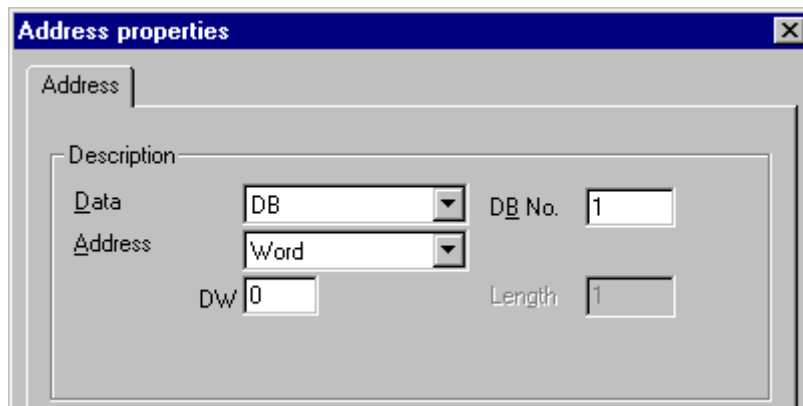 Address properties
Address
Description
Data DB DB No. 1
Address Word
DW 0 Length 1